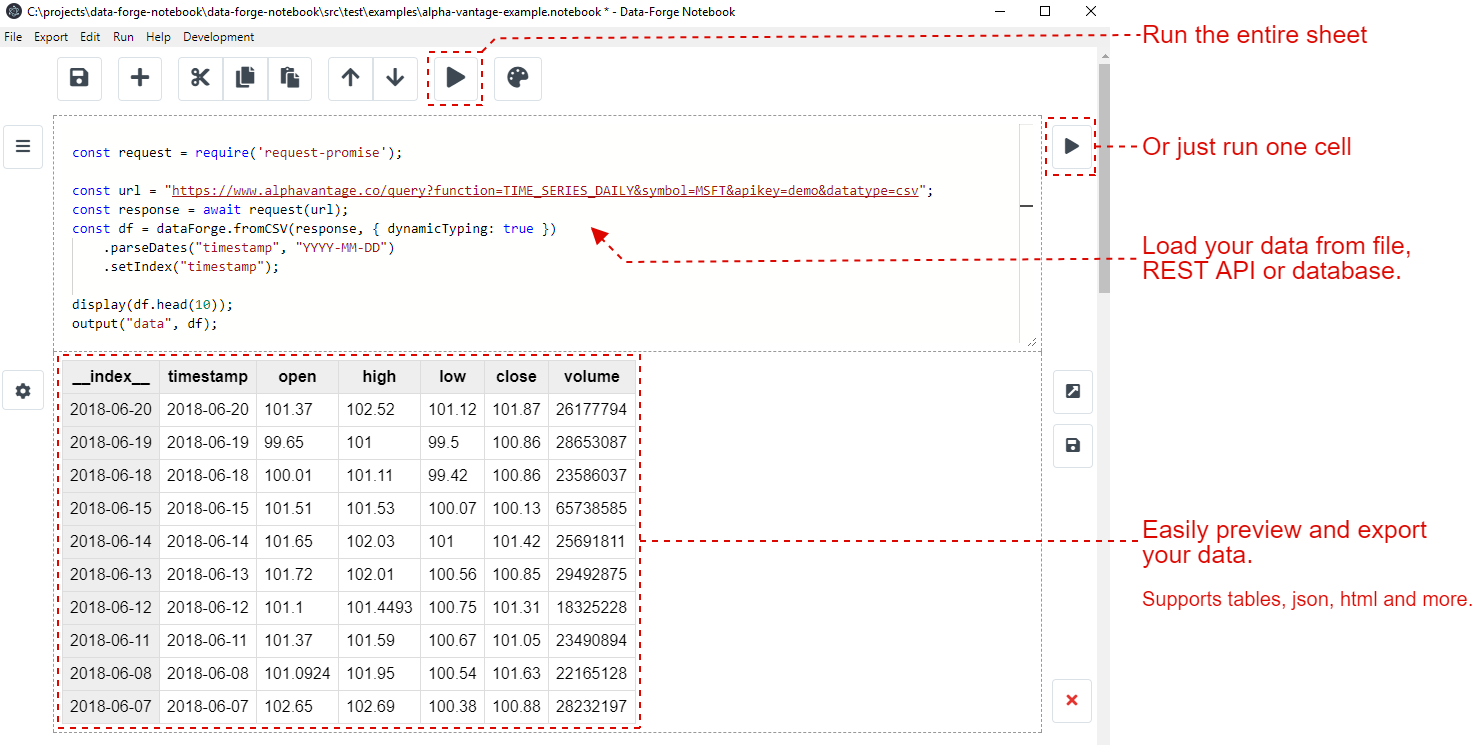 C:\projects\data-forge-notebook\data-forge-notebook\src\test\examples\alpha-vantage-example.notebook * - Data-Forge Notebook
File Export Edit Run Help Development
Run the entire sheet
const request = require('request-promise');
Or just run one cell
const url = "https://www.alphavantage.co/query?function=TIME_SERIES_DAILY&symbol=MSFT&apikey=demo&datatype=csv";
const response = await request(url);
const df = dataForge.fromCSV(response, { dynamicTyping: true })
.parseDates("timestamp", "YYYY-MM-DD")
.setIndex("timestamp");
Load your data from file,
REST API or database.
display(df.head(10));
output("data", df);
__index__ timestamp open high low close volume
2018-06-20 2018-06-20 101.37 102.52 101.12 101.87 26177794
2018-06-19 2018-06-19 99.65 101 99.5 100.86 28653087
2018-06-18 2018-06-18 100.01 101.11 99.42 100.86 23586037
2018-06-15 2018-06-15 101.51 101.53 100.07 100.13 65738585
2018-06-14 2018-06-14 101.65 102.03 101 101.42 25691811
2018-06-13 2018-06-13 101.72 102.01 100.56 100.85 29492875
2018-06-12 2018-06-12 101.1 101.4493 100.75 101.31 18325228
2018-06-11 2018-06-11 101.37 101.59 100.67 101.05 23490894
2018-06-08 2018-06-08 101.0924 101.95 100.54 101.63 22165128
2018-06-07 2018-06-07 102.65 102.69 100.38 100.88 28232197
Easily preview and export
your data.
Supports tables, json, html and more.